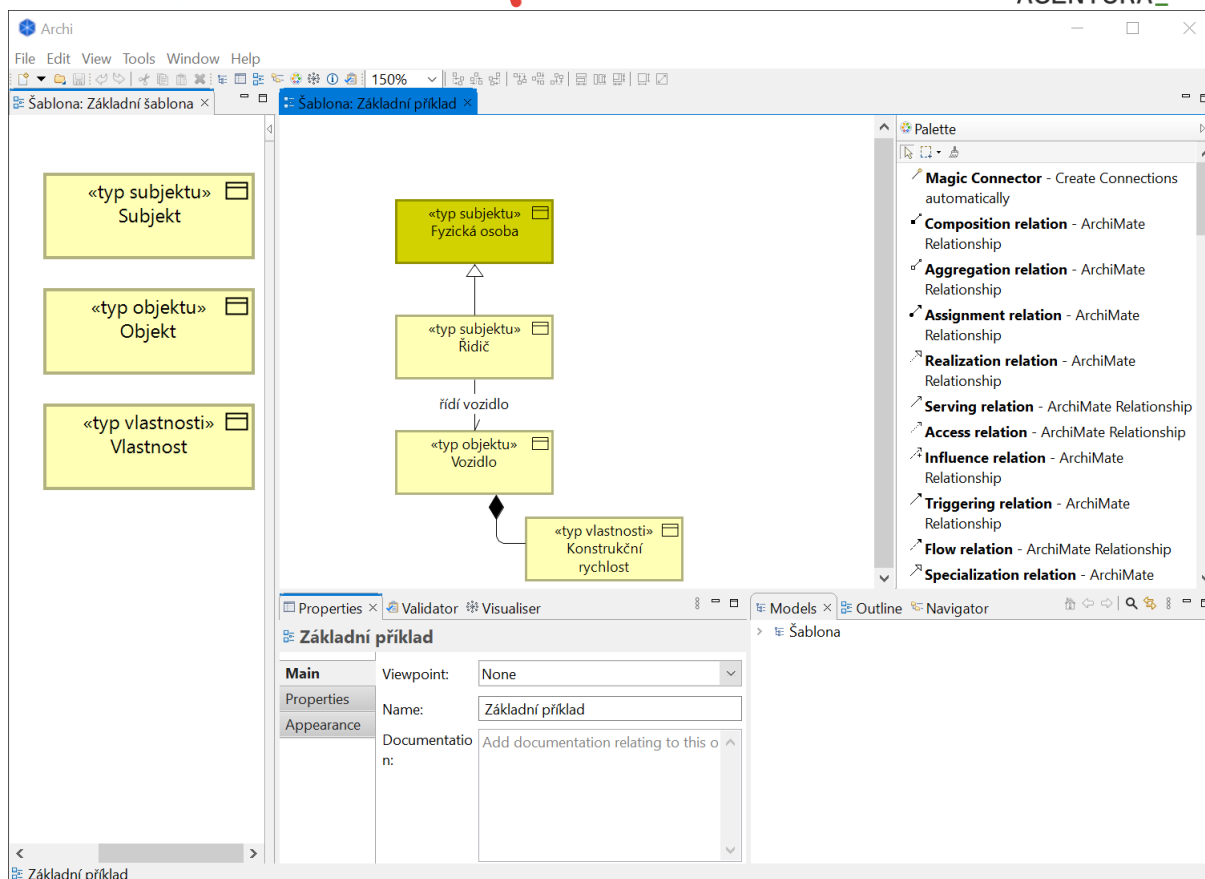 AGENTURA_
Archi
File Edit View Tools Window Help
150%
Šablona: Základní šablona
Šablona: Základní příklad
«typ subjektu»
Subjekt
«typ objektu»
Objekt
«typ vlastnosti»
Vlastnost
«typ subjektu»
Fyzická osoba
«typ subjektu»
Řidič
řídí vozidlo
«typ objektu»
Vozidlo
«typ vlastnosti»
Konstrukční
rychlost
Palette
Magic Connector - Create Connections
automatically
Composition relation - ArchiMate
Relationship
Aggregation relation - ArchiMate
Relationship
Assignment relation - ArchiMate
Relationship
Realization relation - ArchiMate
Relationship
Serving relation - ArchiMate Relationship
Access relation - ArchiMate Relationship
Influence relation - ArchiMate
Relationship
Triggering relation - ArchiMate
Relationship
Flow relation - ArchiMate Relationship
Specialization relation - ArchiMate
Properties Validator Visualiser
Základní příklad
Main
Properties
Appearance
Viewpoint: None
Name: Základní příklad
Documentatio
n:
Add documentation relating to this o
Models Outline Navigator
Šablona
Základní příklad